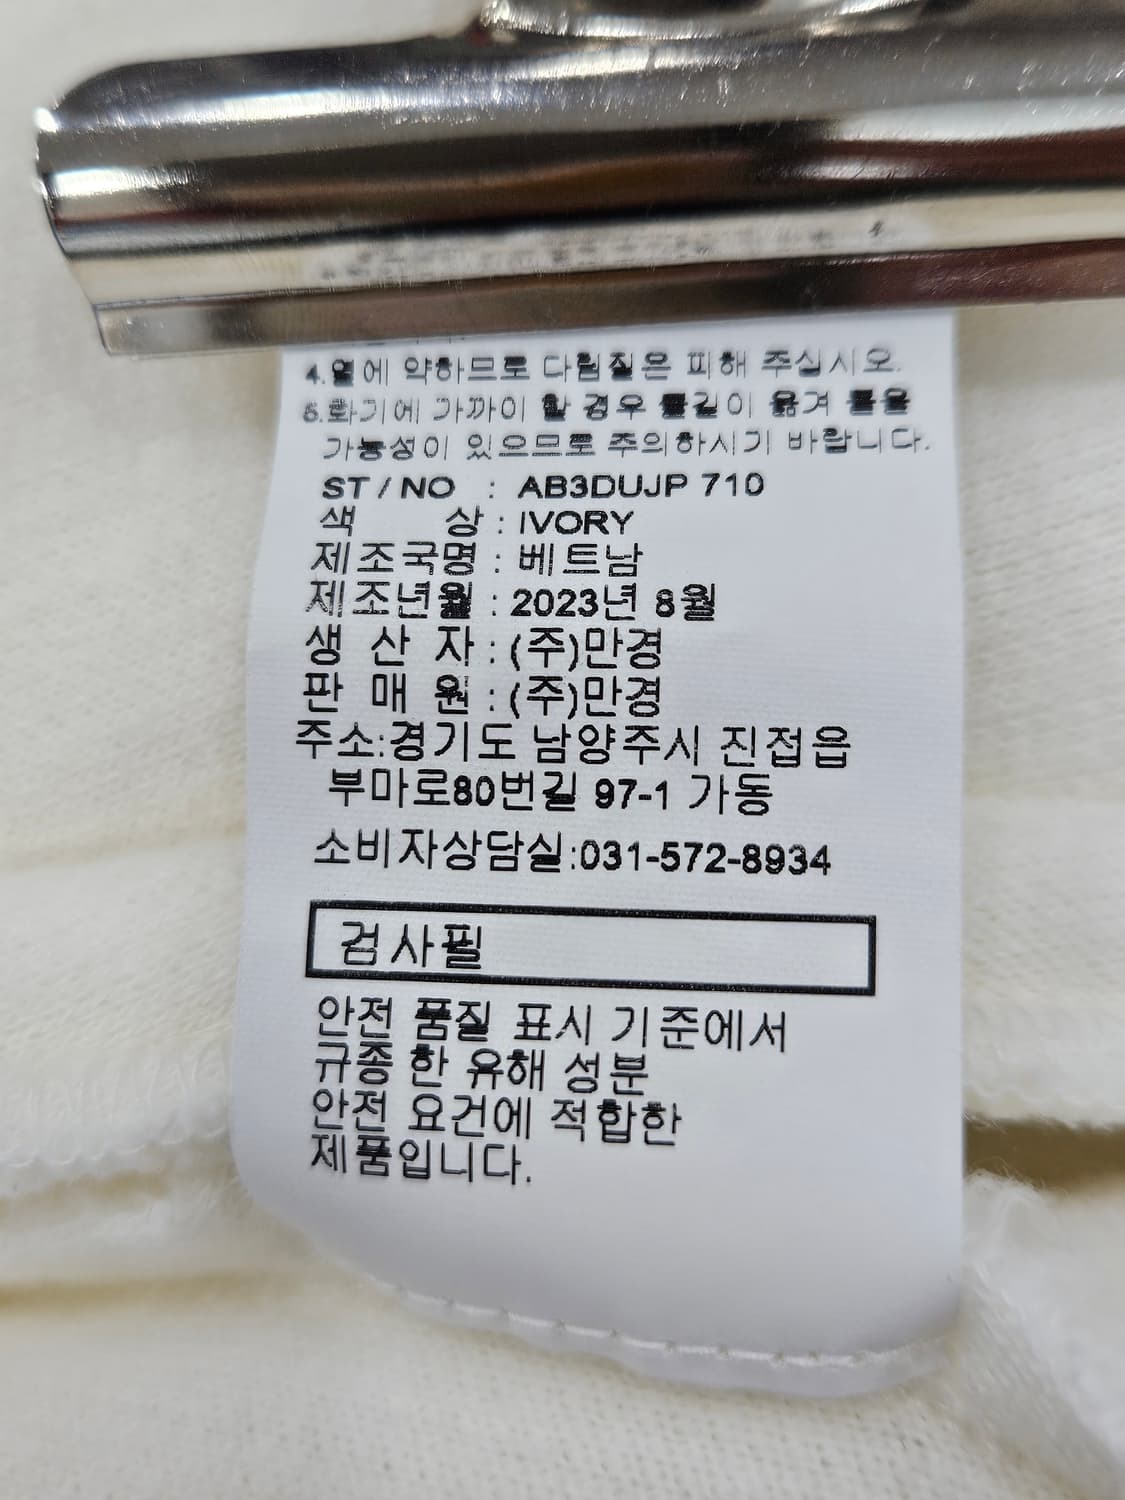 4.열에 약하므로 다림질은 피해 주십시오.
5.화기에 가까이 할 경우 불길이 옮겨 붙을
가능성이 있으므로 주의하시기 바랍니다.
ST / NO : AB3DUJP 710
색 상 : IVORY
제조국명 : 베트남
제조년월 : 2023년 8월
생 산 자 : (주)만경
판 매 원 : (주)만경
주소:경기도 남양주시 진접읍
부마로80번길 97-1 가동
소비자상담실:031-572-8934
검사필
안전 품질 표시 기준에서
규종 한 유해 성분
안전 요건에 적합한
제품입니다.